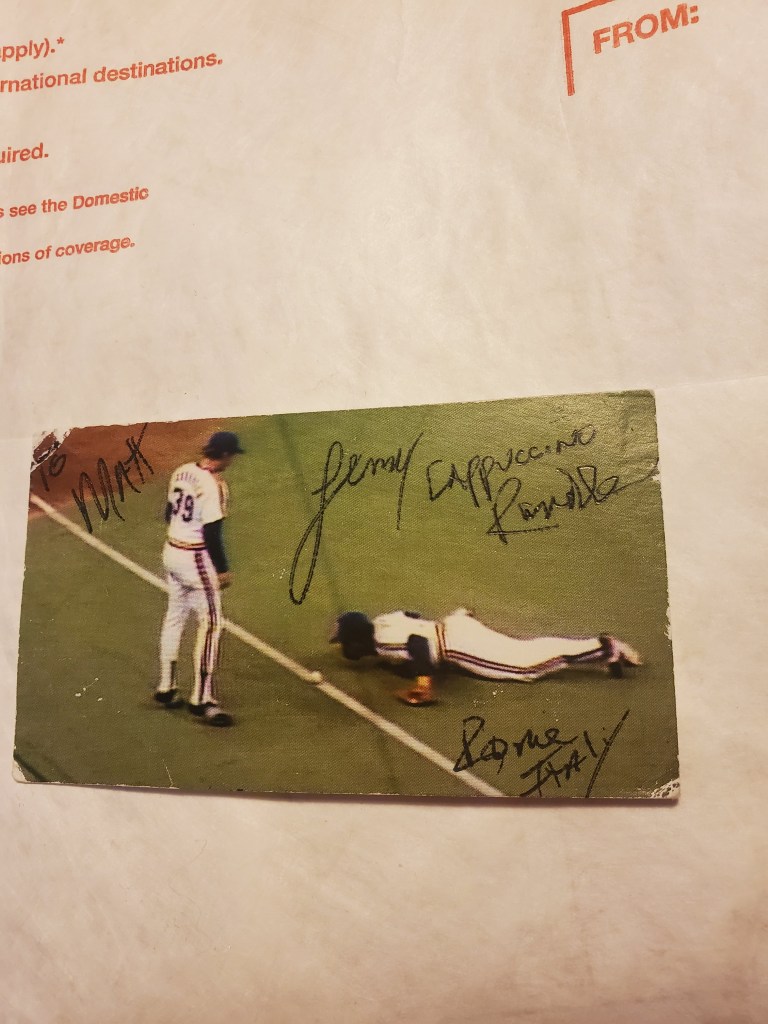 pply).*
rnational destinations.
uired.
s see the Domestic
ions of coverage.
FROM:
To
MAtt
39
Lenny
CAppuccino
Randle
Rome
ITALY